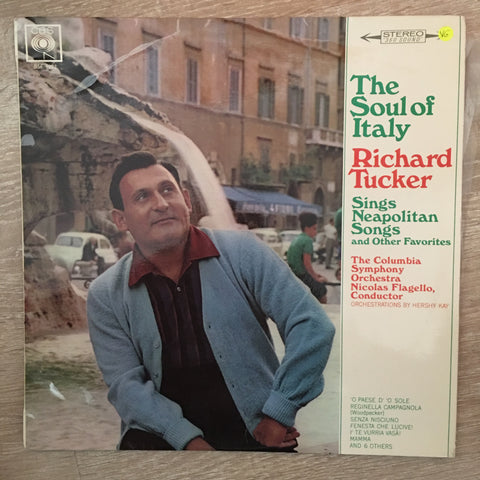 CBS
STEREO
360 SOUND
The
Soul of
Italy
Richard
Tucker
Sings
Neapolitan
Songs
and Other Favorites
The Columbia
Symphony
Orchestra
Nicolas Flagello,
Conductor
ORCHESTRATIONS BY HERSHY KAY
'O PAESE D' 'O SOLE
REGINELLA CAMPAGNOLA
(Woodpecker)
SENZA NISCIUNO
FENESTA CHE LUCIVE!
I' TE VURRIA VASÀ!
MAMMA
AND 6 OTHERS